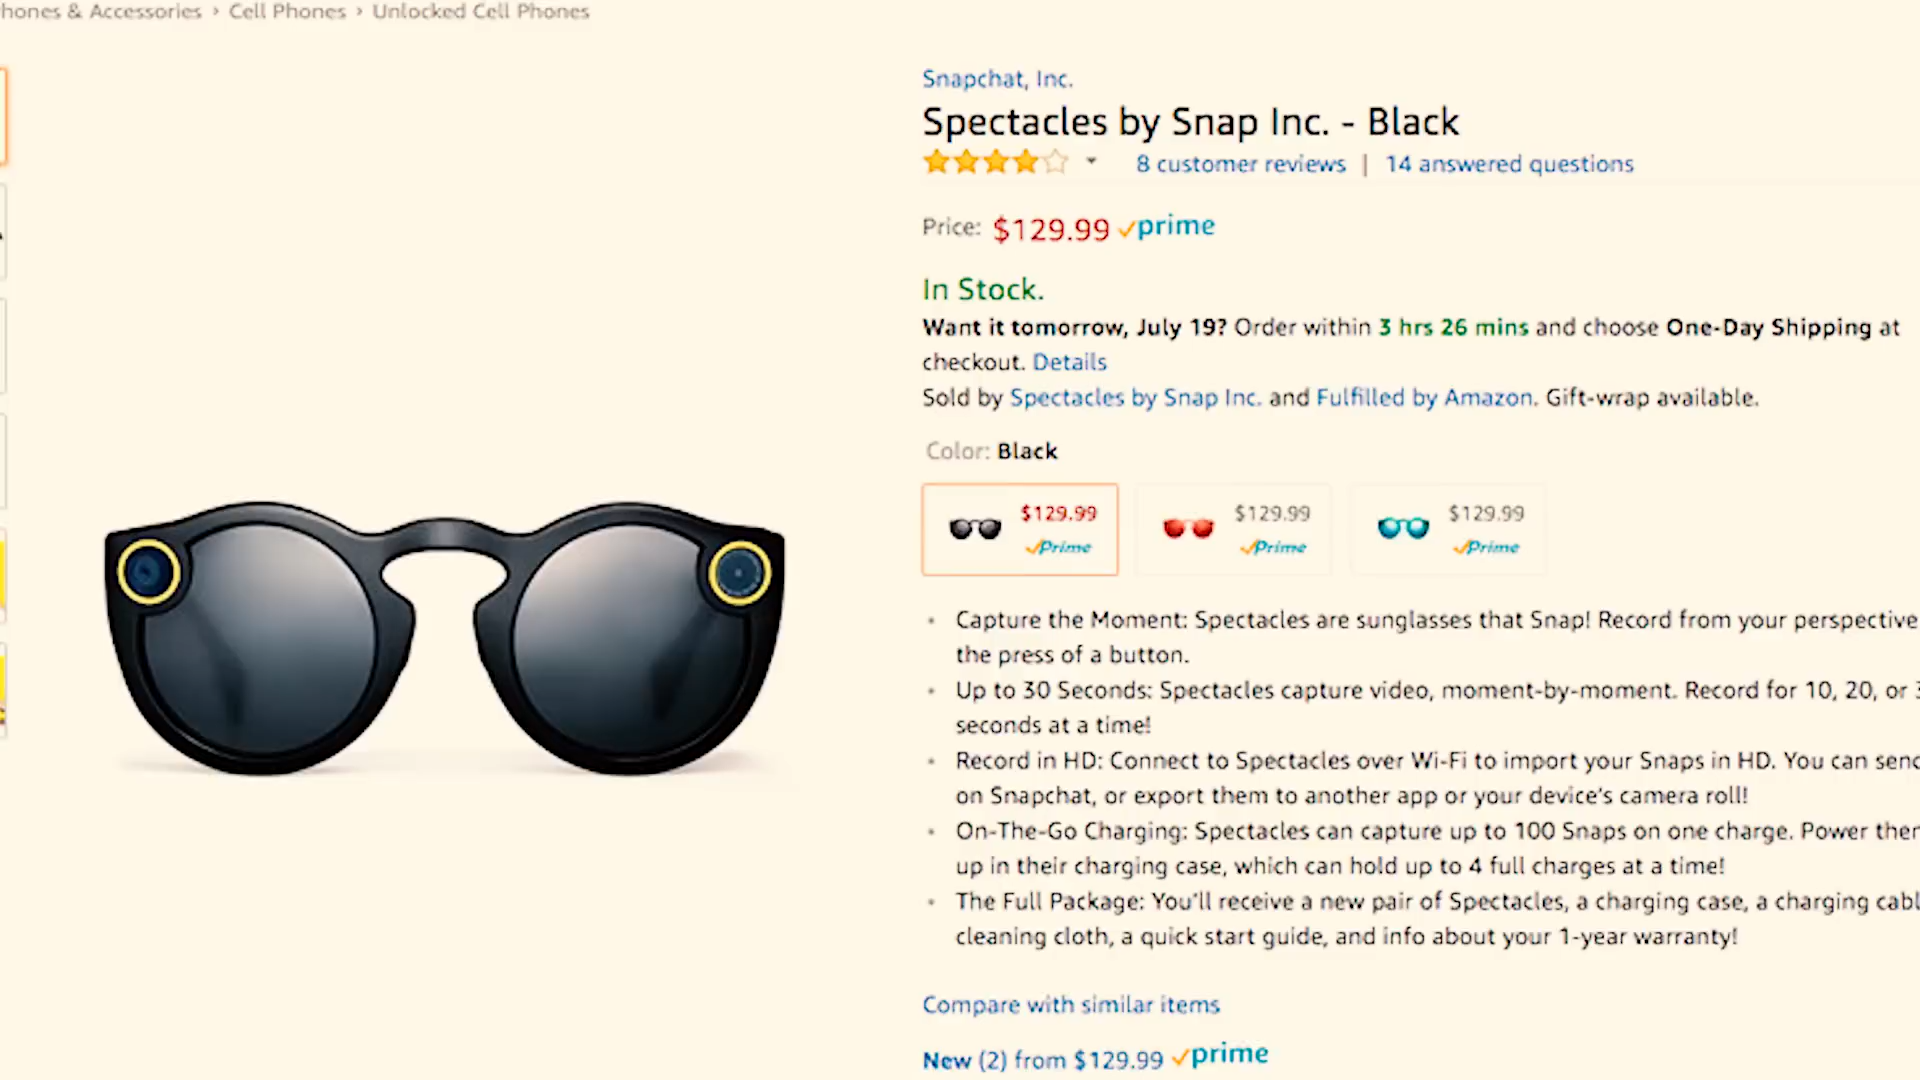 hones & Accessories › Cell Phones › Unlocked Cell Phones
Snapchat, Inc.
Spectacles by Snap Inc. - Black
8 customer reviews | 14 answered questions
Price: $129.99 prime
In Stock.
Want it tomorrow, July 19? Order within 3 hrs 26 mins and choose One-Day Shipping at
checkout. Details
Sold by Spectacles by Snap Inc. and Fulfilled by Amazon. Gift-wrap available.
Color: Black
$129.99 $129.99 $129.99
Prime Prime Prime
• Capture the Moment: Spectacles are sunglasses that Snap! Record from your perspective
the press of a button.
• Up to 30 Seconds: Spectacles capture video, moment-by-moment. Record for 10, 20, or 3
seconds at a time!
• Record in HD: Connect to Spectacles over Wi-Fi to import your Snaps in HD. You can send
on Snapchat, or export them to another app or your device's camera roll!
• On-The-Go Charging: Spectacles can capture up to 100 Snaps on one charge. Power them
up in their charging case, which can hold up to 4 full charges at a time!
• The Full Package: You'll receive a new pair of Spectacles, a charging case, a charging cabl
cleaning cloth, a quick start guide, and info about your 1-year warranty!
Compare with similar items
New (2) from $129.99 prime